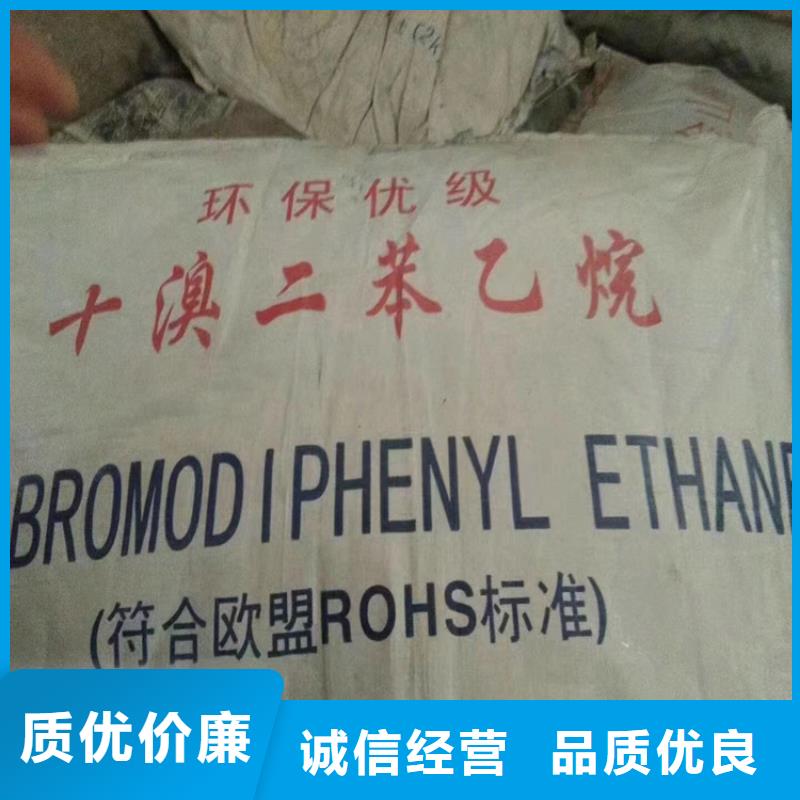 环保优级
十溴二苯乙烷
BROMODIPHENYL ETHANE
(符合欧盟ROHS标准)
质优价廉
诚信经营 品质优良